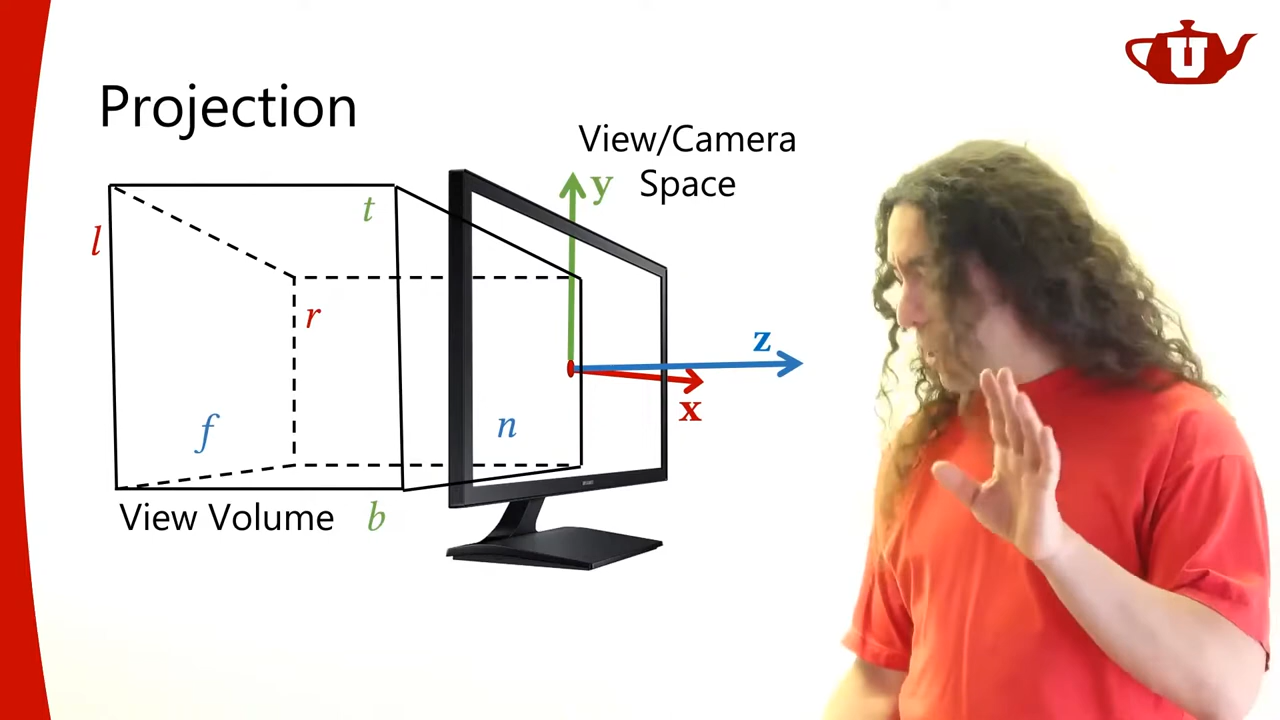 U
Projection
View/Camera
Space
y
t
l
r
z
x
f
n
View Volume
b